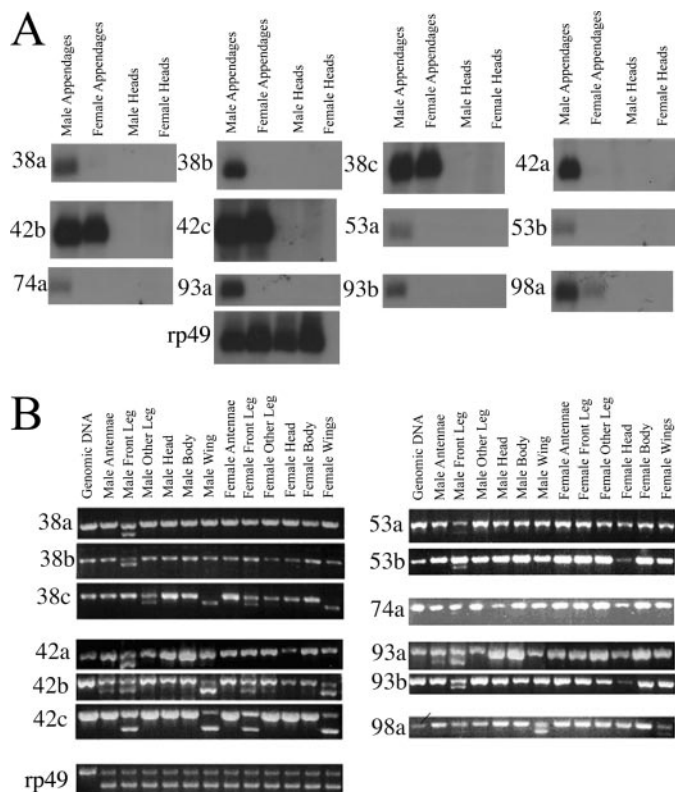 A
Male Appendages
Female Appendages
Male Heads
Female Heads
Male Appendages
Female Appendages
Male Heads
Female Heads
Male Appendages
Female Appendages
Male Heads
Female Heads
Male Appendages
Female Appendages
Male Heads
Female Heads
38a
38b
38c
42a
42b
42c
53a
53b
74a
93a
93b
98a
rp49
B
Genomic DNA
Male Antennae
Male Front Leg
Male Other Leg
Male Head
Male Body
Male Wing
Female Antennae
Female Front Leg
Female Other Leg
Female Head
Female Body
Female Wings
Genomic DNA
Male Antennae
Male Front Leg
Male Other Leg
Male Head
Male Body
Male Wing
Female Antennae
Female Front Leg
Female Other Leg
Female Head
Female Body
Female Wings
38a
38b
38c
42a
42b
42c
rp49
53a
53b
74a
93a
93b
98a